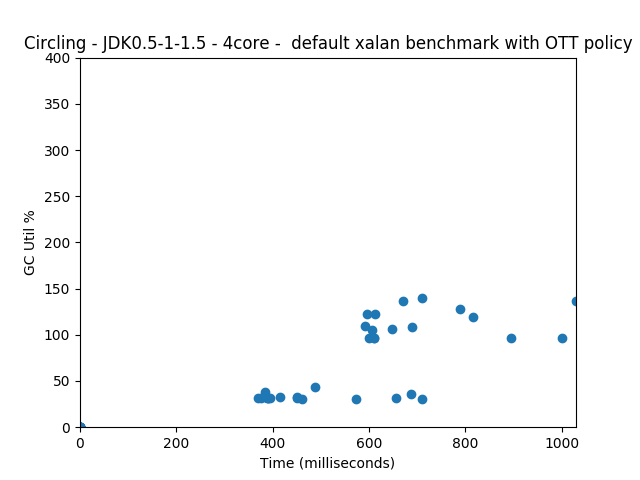 Circling - JDK0.5-1-1.5 - 4core -  default xalan benchmark with OTT policy
400
350
300
250
200
150
100
50
0
GC Util %
0 200 400 600 800 1000
Time (milliseconds)